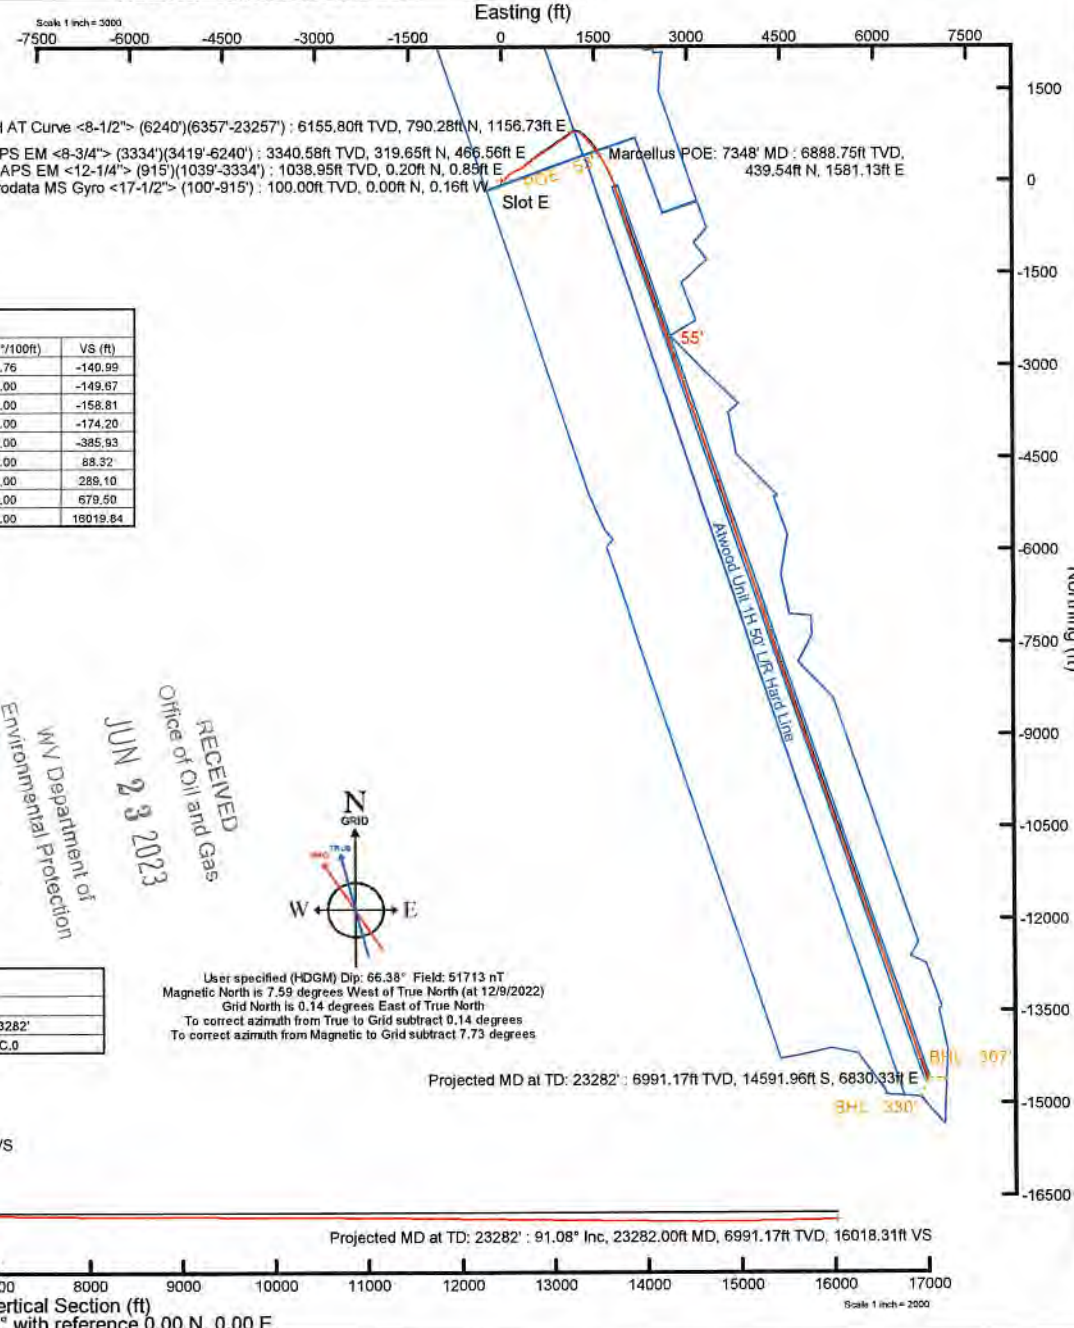 Easting (ft)
Scale 1 inch = 3000
-7500 -6000 -4500 -3000 -1500 0 1500 3000 4500 6000 7500
AT Curve <8-1/2"> (6240')(6357'-23257') : 6155.80ft TVD, 790.28ft N, 1156.73ft E
PS EM <8-3/4"> (3334')(3419'-6240') : 3340.58ft TVD, 319.65ft N, 466.56ft E
APS EM <12-1/4"> (915')(1039'-3334') : 1038.95ft TVD, 0.20ft N, 0.85ft E
rodata MS Gyro <17-1/2"> (100'-915') : 100.00ft TVD, 0.00ft N, 0.16ft W
Marcellus POE: 7348' MD : 6888.75ft TVD,
439.54ft N, 1581.13ft E
POE 53'
Slot E
55'
1500
0
-1500
-3000
-4500
-6000
-7500
-9000
-10500
-12000
-13500
-15000
-16500
Northing (ft)
°/100ft) VS (ft)
.76 -140.99
.00 -149.67
.00 -158.81
.00 -174.20
.00 -385.93
.00 88.32
.00 289.10
.00 679.50
.00 16019.84
Atwood Unit 1H 50' L/R Hard Line
RECEIVED
Office of Oil and Gas
JUN 23 2023
WV Department of
Environmental Protection
N
GRID
TRUE
MAG
W E
User specified (HDGM) Dip: 66.38° Field: 51713 nT
Magnetic North is 7.59 degrees West of True North (at 12/9/2022)
Grid North is 0.14 degrees East of True North
To correct azimuth from True to Grid subtract 0.14 degrees
To correct azimuth from Magnetic to Grid subtract 7.73 degrees
3282'
C.0
BHL 307'
Projected MD at TD: 23282' : 6991.17ft TVD, 14591.96ft S, 6830.33ft E
BHL 330'
/S
Projected MD at TD: 23282' : 91.08° Inc, 23282.00ft MD, 6991.17ft TVD, 16018.31ft VS
00 8000 9000 10000 11000 12000 13000 14000 15000 16000 17000
ertical Section (ft)
Scale 1 inch = 2000
° with reference 0.00 N, 0.00 E